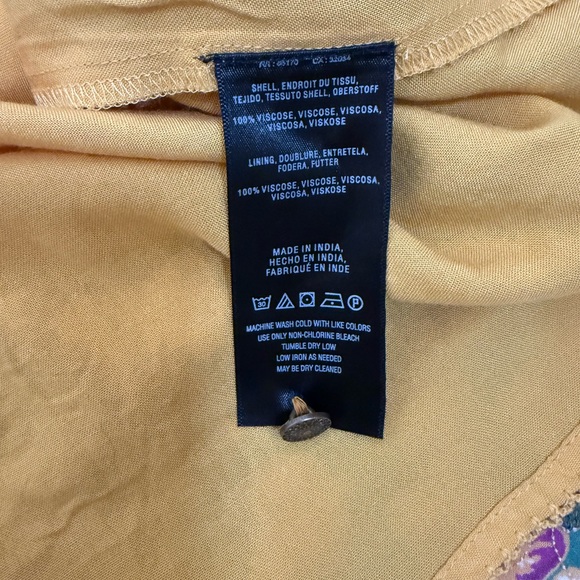 CX: 52054
SHELL, ENDROIT DU TISSU,
TEJIDO, TESSUTO SHELL, OBERSTOFF
100% VISCOSE, VISCOSE, VISCOSA,
VISCOSA, VISKOSE
LINING, DOUBLURE, ENTRETELA,
FODERA, FUTTER
100% VISCOSE, VISCOSE, VISCOSA,
VISCOSA, VISKOSE
MADE IN INDIA,
HECHO EN INDIA,
FABRIQUÉ EN INDE
30 P
MACHINE WASH COLD WITH LIKE COLORS
USE ONLY NON-CHLORINE BLEACH
TUMBLE DRY LOW
LOW IRON AS NEEDED
MAY BE DRY CLEANED